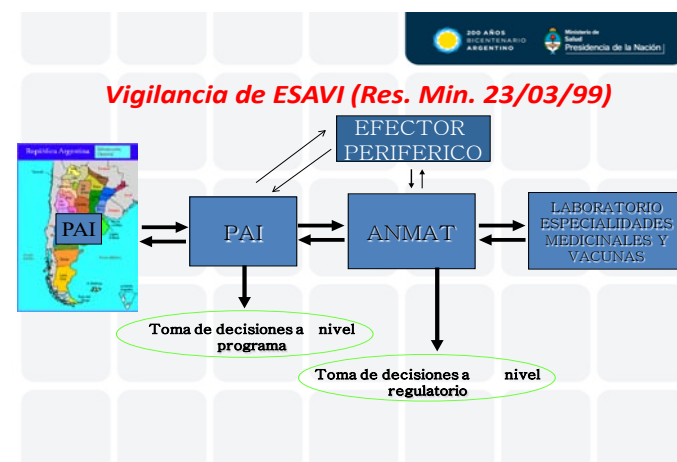 200 AÑOS
BICENTENARIO
ARGENTINO
Ministerio de
Salud
Presidencia de la Nación
Vigilancia de ESAVI (Res. Min. 23/03/99)
EFECTOR
PERIFERICO
República Argentina
PAI
PAI
ANMAT
LABORATORIO
ESPECIALIDADES
MEDICINALES Y
VACUNAS
Toma de decisiones a nivel
programa
Toma de decisiones a nivel
regulatorio